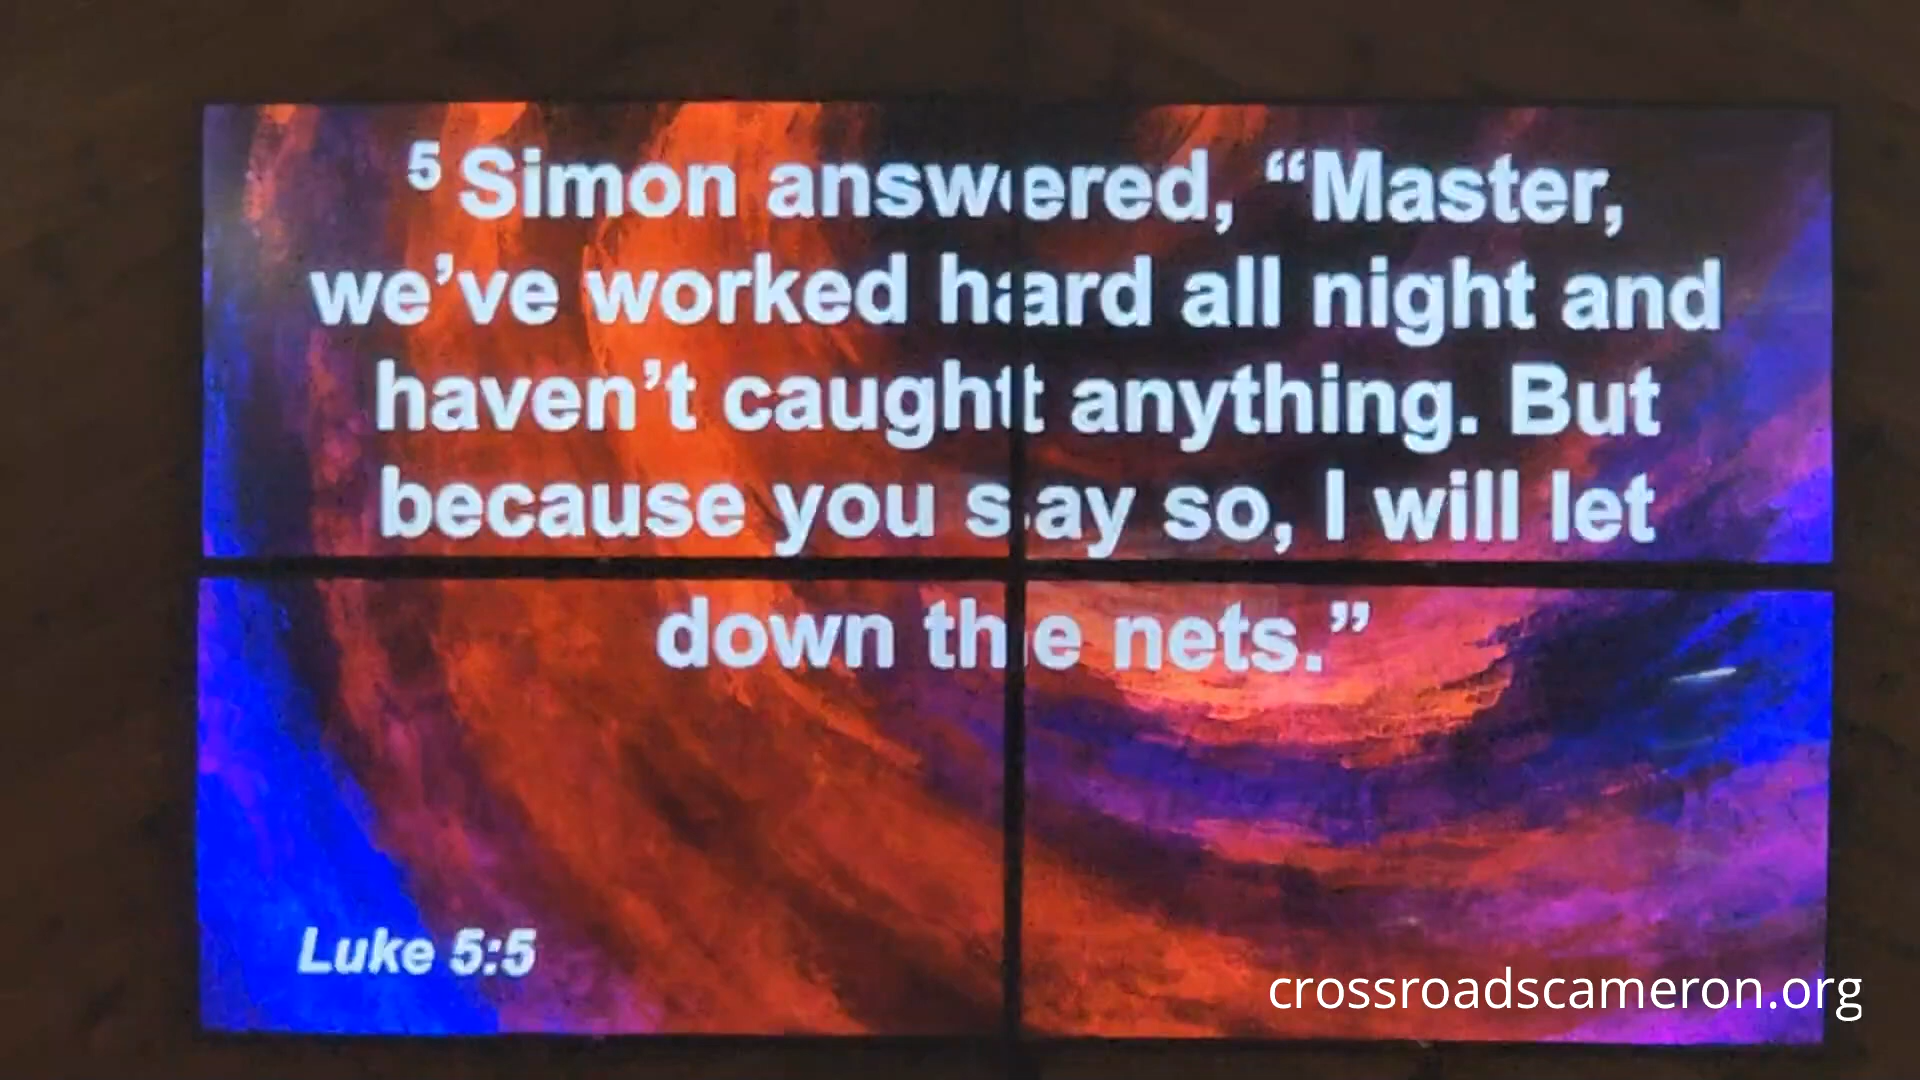 5 Simon answered, “Master,
we’ve worked hard all night and
haven’t caught anything. But
because you say so, I will let
down the nets.”
Luke 5:5
crossroadscameron.org